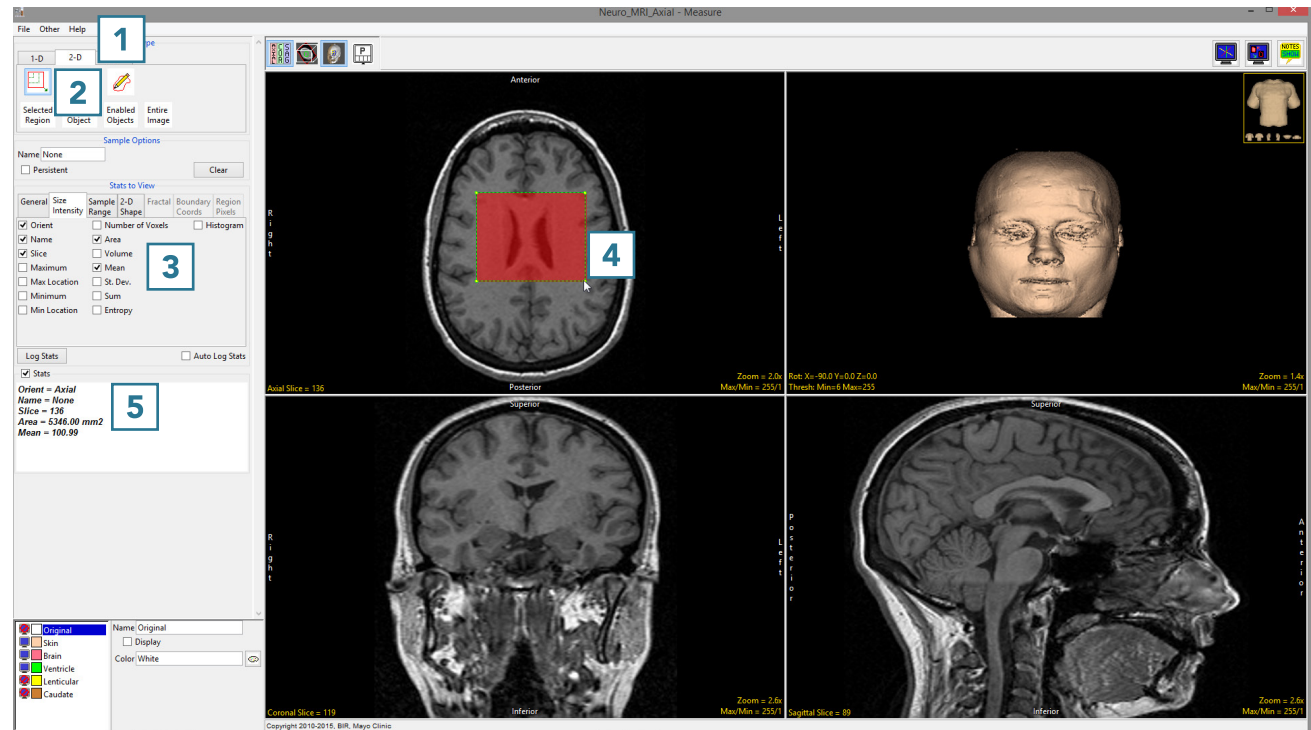 Neuro_MRI_Axial - Measure
File Other Help
1
pe
1-D 2-D
2
Selected Enabled Entire
Region Object Objects Image
Sample Options
Name None
Persistent Clear
Stats to View
General Size Sample 2-D Fractal Boundary Region
Intensity Range Shape Coords Pixels
Orient Number of Voxels Histogram
Name Area
Slice Volume
Maximum Mean
Max Location St. Dev.
Minimum Sum
Min Location Entropy
3
Log Stats Auto Log Stats
Stats
Orient = Axial
Name = None
Slice = 136
Area = 5346.00 mm2
Mean = 100.99
5
Original
Skin
Brain
Ventricle
Lenticular
Caudate
Name Original
Display
Color White
P
NOTES
SHOW
Anterior
Right
Left
4
Axial Slice = 136
Posterior
Zoom = 2.0x
Max/Min = 255/1
Rot: X=-90.0 Y=0.0 Z=0.0
Thresh: Min=6 Max=255
Zoom = 1.4x
Max/Min = 255/1
Superior
Right
Left
Coronal Slice = 119
Inferior
Zoom = 2.6x
Max/Min = 255/1
Superior
Posterior
Anterior
Sagittal Slice = 89
Inferior
Zoom = 2.6x
Max/Min = 255/1
Copyright 2010-2015, BIR, Mayo Clinic